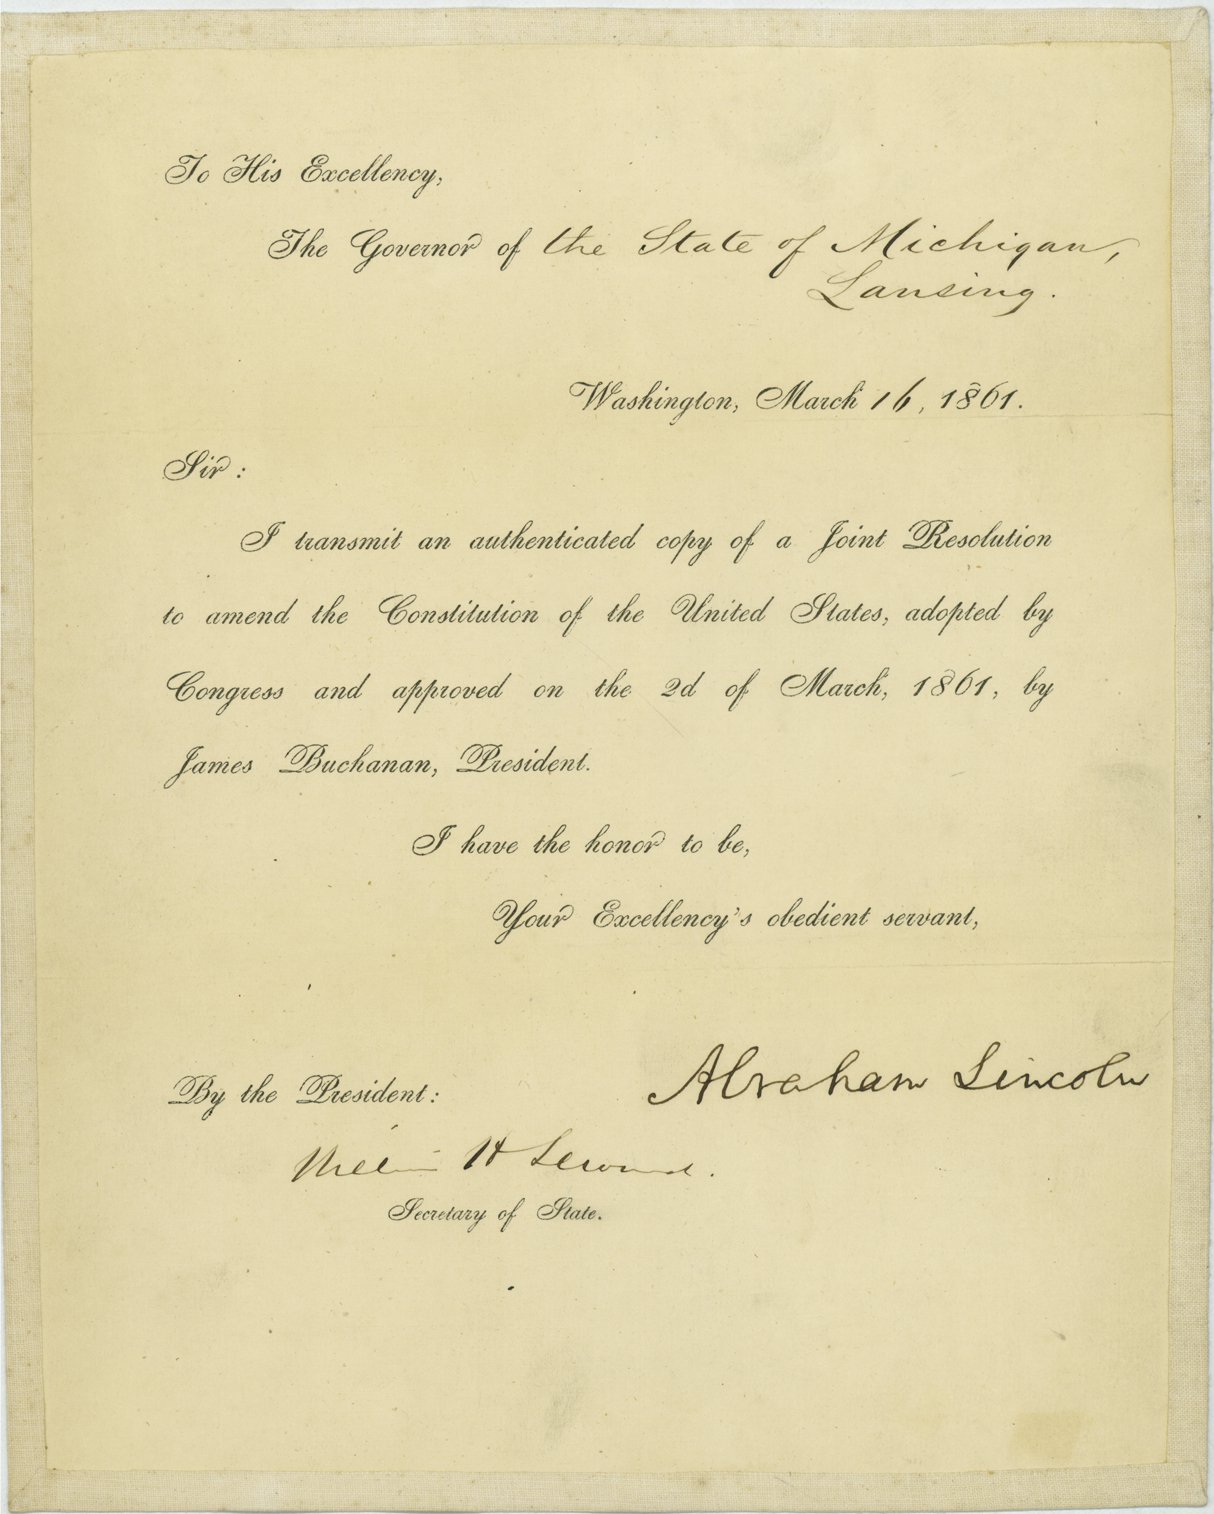 To His Excellency,
The Governor of the State of Michigan,
Lansing.
Washington, March 16, 1861.
Sir:
I transmit an authenticated copy of a Joint Resolution
to amend the Constitution of the United States, adopted by
Congress and approved on the 2d of March, 1861, by
James Buchanan, President.
I have the honor to be,
Your Excellency's obedient servant,
Abraham Lincoln
By the President:
William H Seward.
Secretary of State.